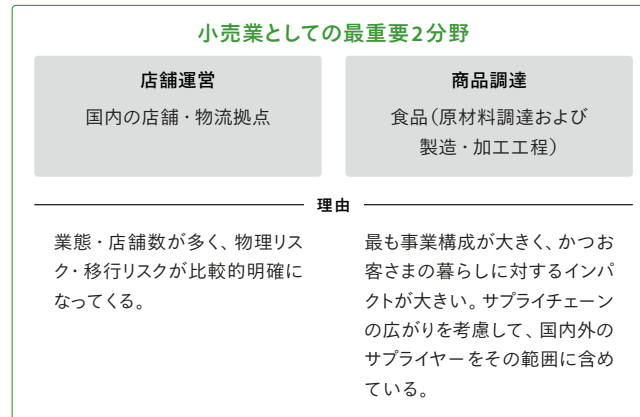 小売業としての最重要2分野
店舗運営
国内の店舗・物流拠点
商品調達
食品（原材料調達および
製造・加工工程）
理由
業態・店舗数が多く、物理リス
ク・移行リスクが比較的明確に
なってくる。
最も事業構成が大きく、かつお
客さまの暮らしに対するインパ
クトが大きい。サプライチェーン
の広がりを考慮して、国内外の
サプライヤーをその範囲に含め
ている。